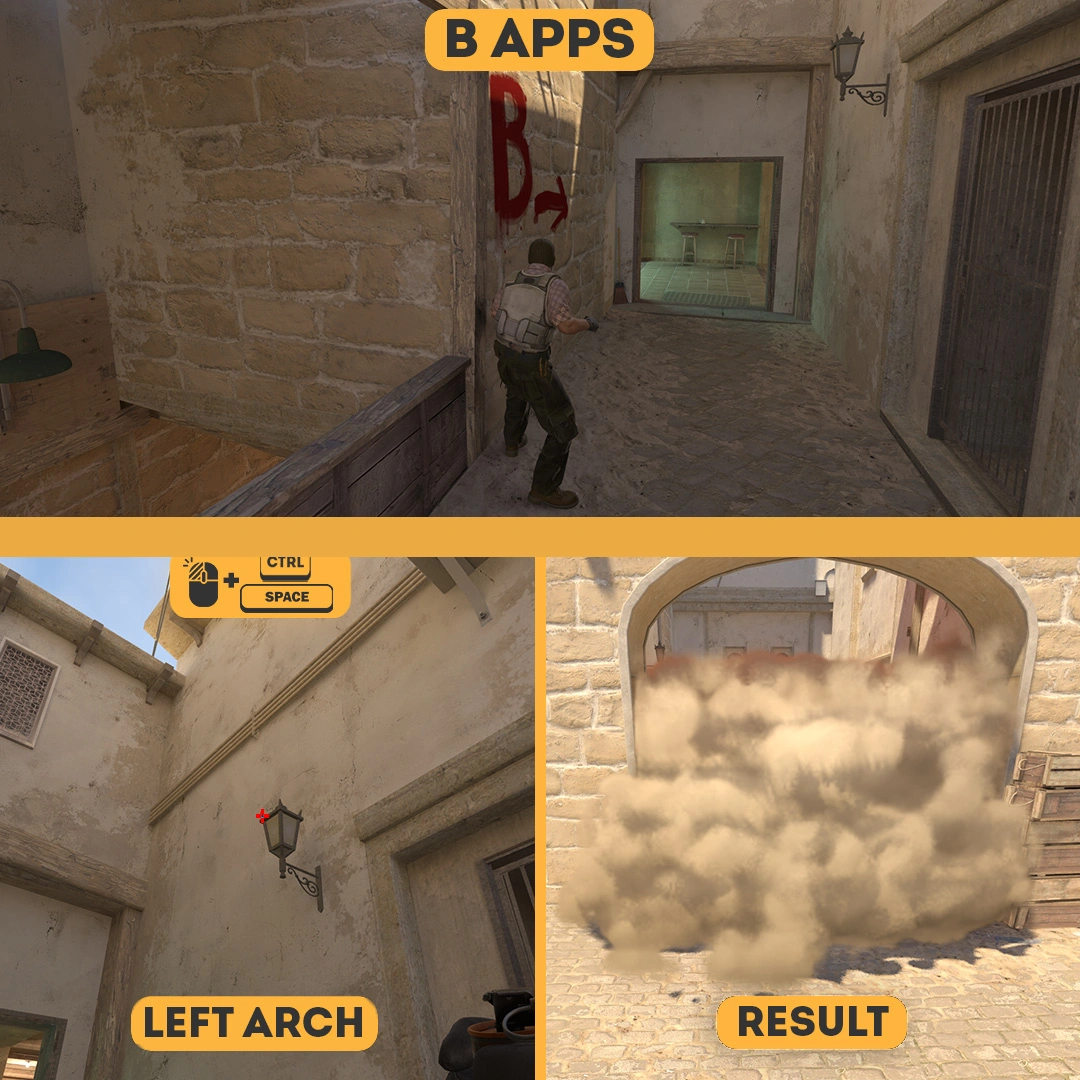 B APPS
B
CTRL
+
SPACE
LEFT ARCH
RESULT